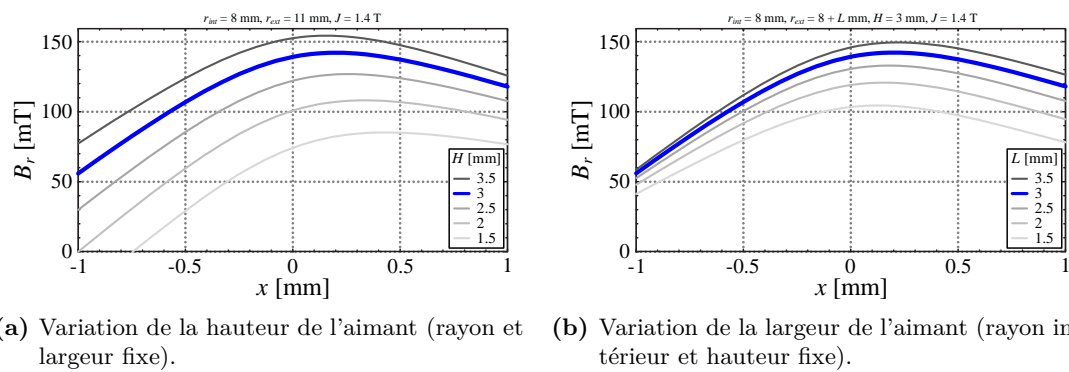 r_int = 8 mm, r_ext = 11 mm, J = 1.4 T
150
100
50
0
B_r [mT]
H [mm]
3.5
3
2.5
2
1.5
-1
-0.5
0
0.5
1
x [mm]
(a) Variation de la hauteur de l'aimant (rayon et
largeur fixe).
r_int = 8 mm, r_ext = 8 + L mm, H = 3 mm, J = 1.4 T
150
100
50
0
B_r [mT]
L [mm]
3.5
3
2.5
2
1.5
-1
-0.5
0
0.5
1
x [mm]
(b) Variation de la largeur de l'aimant (rayon in
térieur et hauteur fixe).